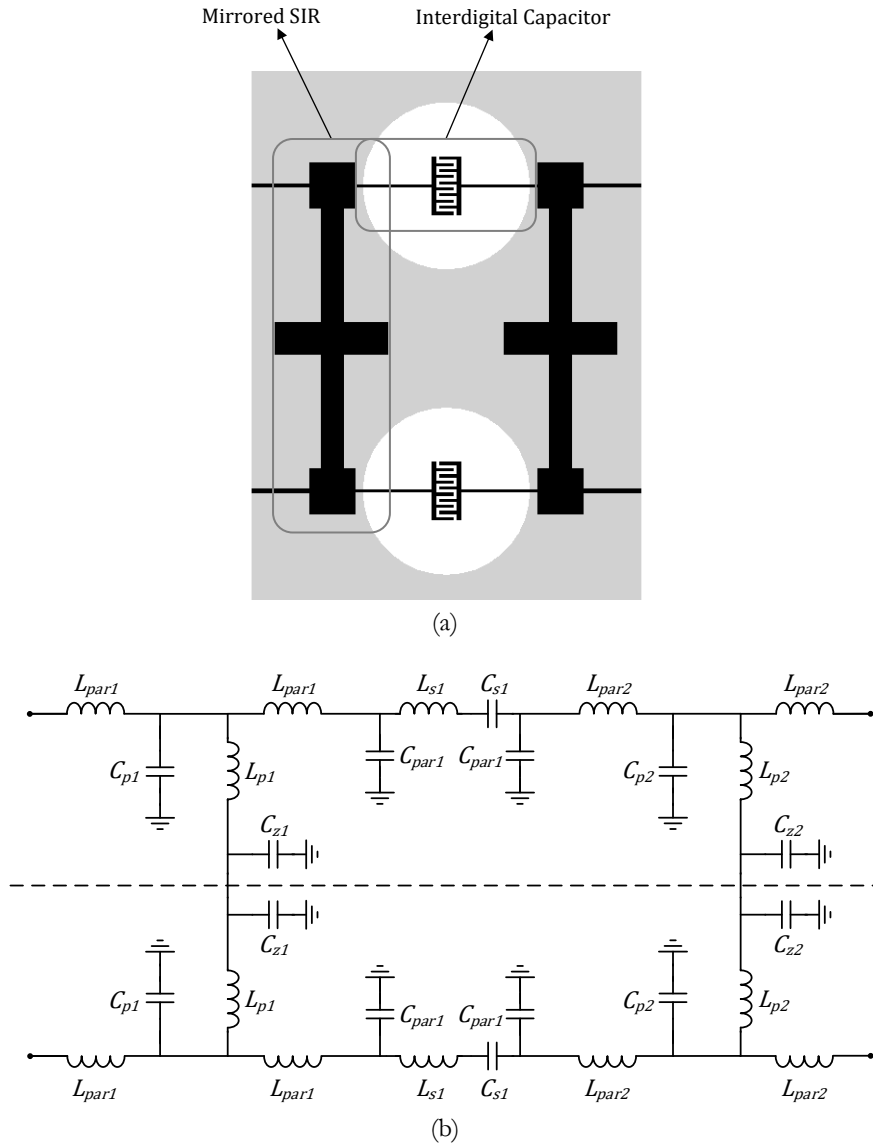 Mirrored SIR Interdigital Capacitor
(a)
Lpar1 Lpar1 Ls1 Cs1 Lpar2 Lpar2
Cp1 Lp1 Cpar1 Cpar1 Cp2 Lp2
Cz1 Cz2
Cz1 Cz2
Cp1 Lp1 Cpar1 Cpar1 Cp2 Lp2
Lpar1 Lpar1 Ls1 Cs1 Lpar2 Lpar2
(b)